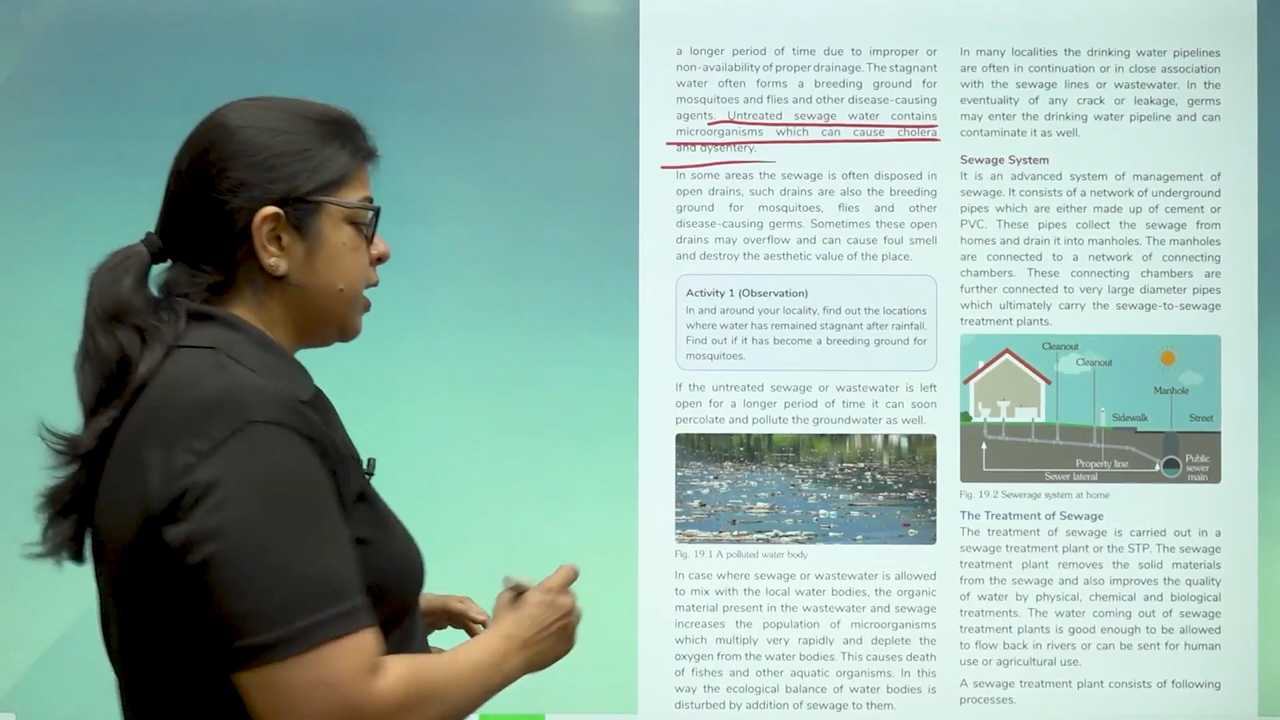 a longer period of time due to improper or
non-availability of proper drainage. The stagnant
water often forms a breeding ground for
mosquitoes and flies and other disease-causing
agents. Untreated sewage water contains
microorganisms which can cause cholera
and dysentery.
In some areas the sewage is often disposed in
open drains, such drains are also the breeding
ground for mosquitoes, flies and other
disease-causing germs. Sometimes these open
drains may overflow and can cause foul smell
and destroy the aesthetic value of the place.
Activity 1 (Observation)
In and around your locality, find out the locations
where water has remained stagnant after rainfall.
Find out if it has become a breeding ground for
mosquitoes.
If the untreated sewage or wastewater is left
open for a longer period of time it can soon
percolate and pollute the groundwater as well.
Fig. 19.1 A polluted water body
In case where sewage or wastewater is allowed
to mix with the local water bodies, the organic
material present in the wastewater and sewage
increases the population of microorganisms
which multiply very rapidly and deplete the
oxygen from the water bodies. This causes death
of fishes and other aquatic organisms. In this
way the ecological balance of water bodies is
disturbed by addition of sewage to them.
In many localities the drinking water pipelines
are often in continuation or in close association
with the sewage lines or wastewater. In the
eventuality of any crack or leakage, germs
may enter the drinking water pipeline and can
contaminate it as well.
Sewage System
It is an advanced system of management of
sewage. It consists of a network of underground
pipes which are either made up of cement or
PVC. These pipes collect the sewage from
homes and drain it into manholes. The manholes
are connected to a network of connecting
chambers. These connecting chambers are
further connected to very large diameter pipes
which ultimately carry the sewage-to-sewage
treatment plants.
Cleanout
Cleanout
Manhole
Sidewalk
Street
Property line
Public
sewer
main
Sewer lateral
Fig. 19.2 Sewerage system at home
The Treatment of Sewage
The treatment of sewage is carried out in a
sewage treatment plant or the STP. The sewage
treatment plant removes the solid materials
from the sewage and also improves the quality
of water by physical, chemical and biological
treatments. The water coming out of sewage
treatment plants is good enough to be allowed
to flow back in rivers or can be sent for human
use or agricultural use.
A sewage treatment plant consists of following
processes.